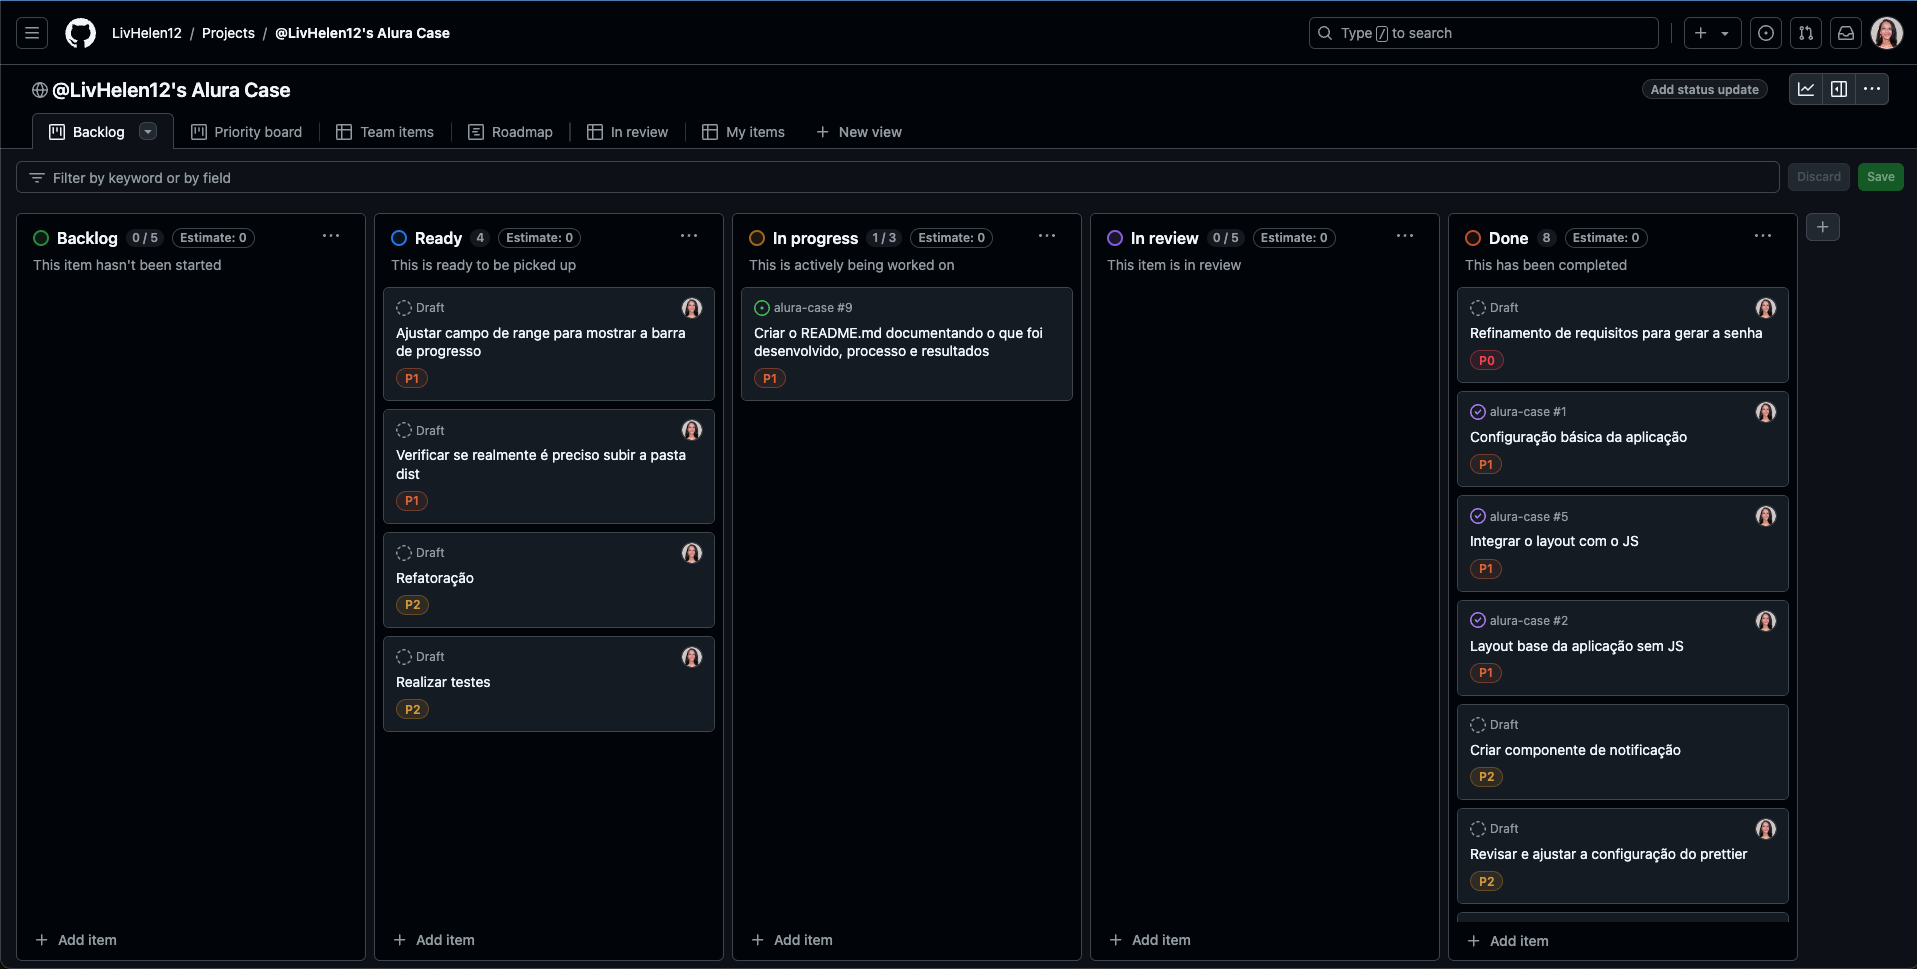 LivHelen12 / Projects / @LivHelen12's Alura Case
Type / to search
@LivHelen12's Alura Case
Add status update
Backlog
Priority board
Team items
Roadmap
In review
My items
New view
Filter by keyword or by field
Discard
Save
Backlog 0 / 5 Estimate: 0
This item hasn't been started
Add item
Ready 4 Estimate: 0
This is ready to be picked up
Draft
Ajustar campo de range para mostrar a barra
de progresso
P1
Draft
Verificar se realmente é preciso subir a pasta
dist
P1
Draft
Refatoração
P2
Draft
Realizar testes
P2
Add item
In progress 1 / 3 Estimate: 0
This is actively being worked on
alura-case #9
Criar o README.md documentando o que foi
desenvolvido, processo e resultados
P1
Add item
In review 0 / 5 Estimate: 0
This item is in review
Add item
Done 8 Estimate: 0
This has been completed
Draft
Refinamento de requisitos para gerar a senha
P0
alura-case #1
Configuração básica da aplicação
P1
alura-case #5
Integrar o layout com o JS
P1
alura-case #2
Layout base da aplicação sem JS
P1
Draft
Criar componente de notificação
P2
Draft
Revisar e ajustar a configuração do prettier
P2
Add item